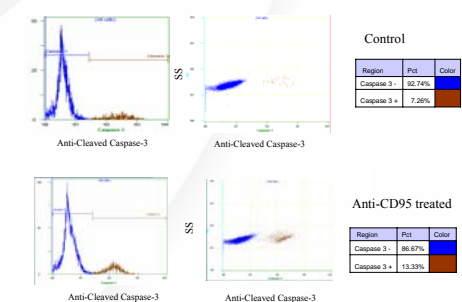 Control
SS
Anti-Cleaved Caspase-3
Anti-Cleaved Caspase-3
Region Pct Color
Caspase 3 - 92.74%
Caspase 3 + 7.26%
Anti-CD95 treated
SS
Anti-Cleaved Caspase-3
Anti-Cleaved Caspase-3
Region Pct Color
Caspase 3 - 86.67%
Caspase 3 + 13.33%